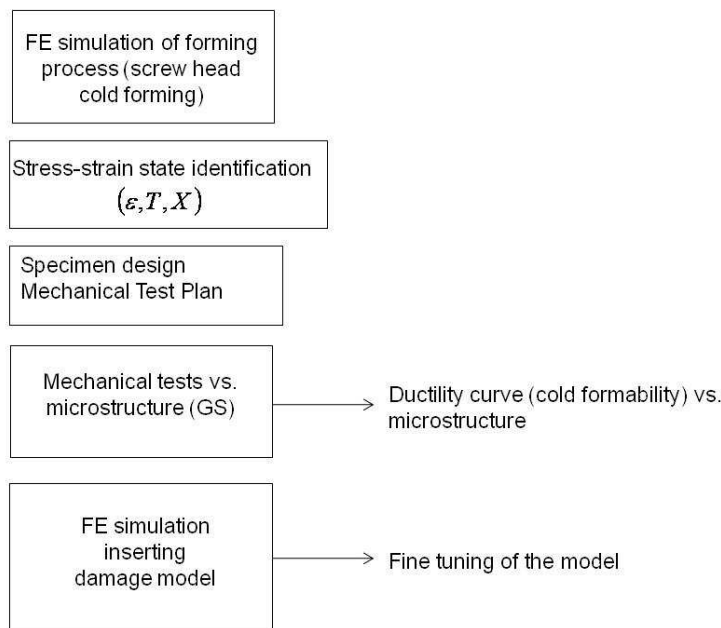 FE simulation of forming
process (screw head
cold forming)
Stress-strain state identification
(ε,T,X)
Specimen design
Mechanical Test Plan
Mechanical tests vs.
microstructure (GS)
Ductility curve (cold formability) vs.
microstructure
FE simulation
inserting
damage model
Fine tuning of the model